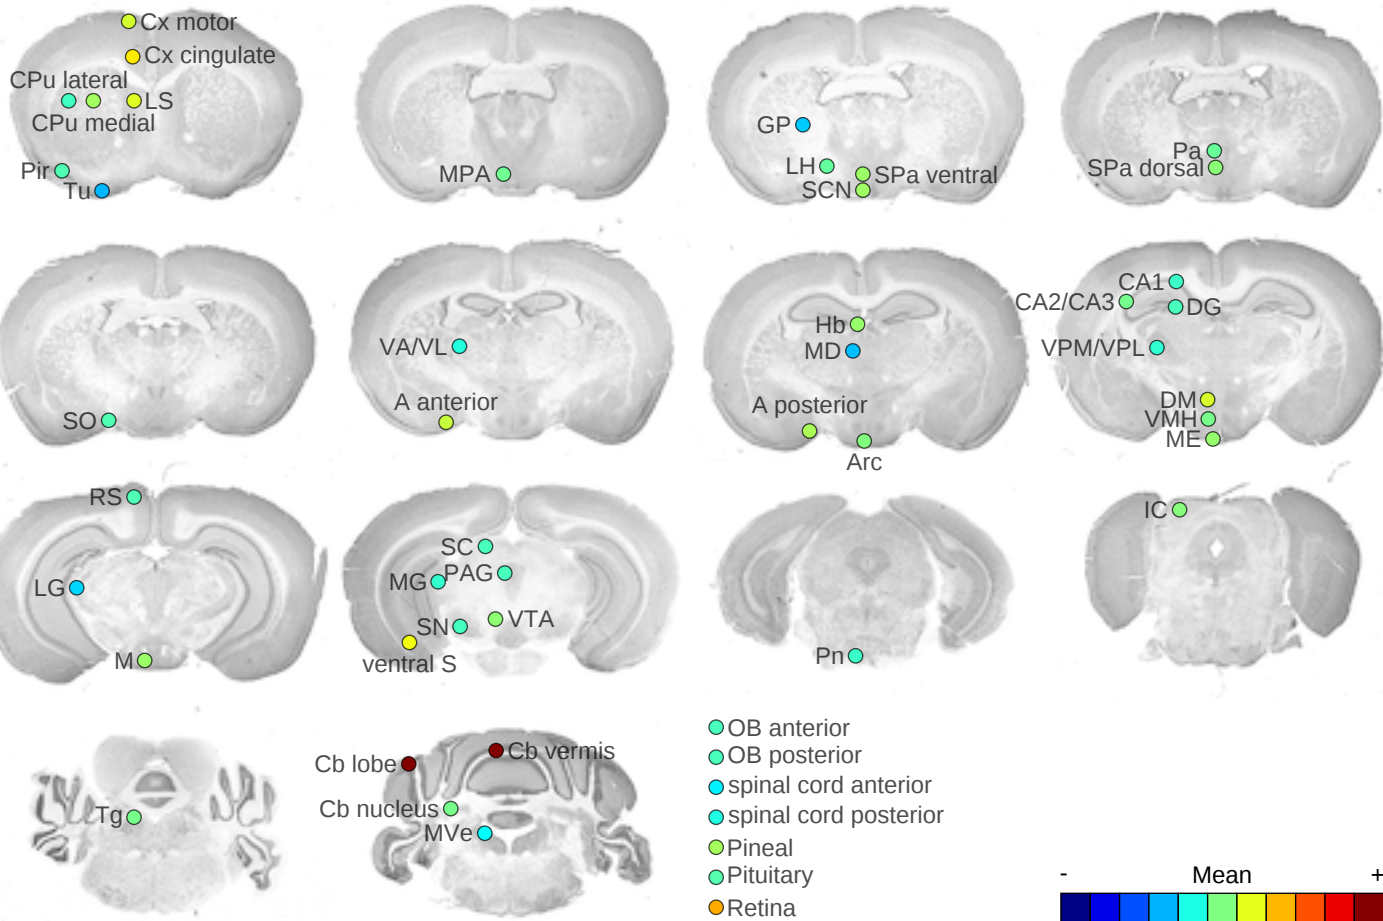 Cx motor
Cx cingulate
CPu lateral
LS
CPu medial
Pir
Tu
MPA
GP
LH
SPa ventral
SCN
Pa
SPa dorsal
SO
VA/VL
A anterior
Hb
MD
A posterior
Arc
CA1
CA2/CA3
DG
VPM/VPL
DM
VMH
ME
RS
LG
M
SC
MG
PAG
SN
VTA
ventral S
Pn
IC
Tg
Cb lobe
Cb vermis
Cb nucleus
MVe
OB anterior
OB posterior
spinal cord anterior
spinal cord posterior
Pineal
Pituitary
Retina
- Mean +